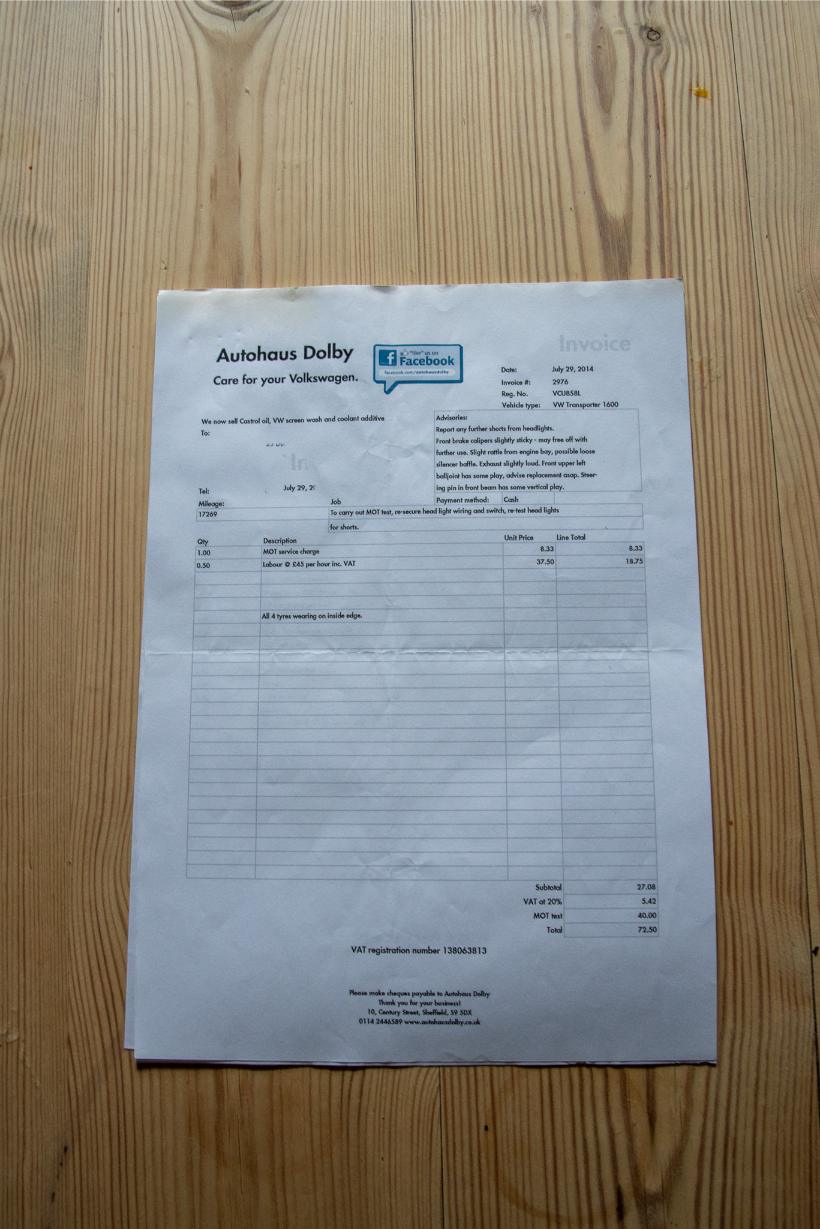 Autohaus Dolby
Care for your Volkswagen.
"like" us on
Facebook
facebook.com/autohausdolby
Invoice
Date: July 29, 2014
Invoice #: 2976
Reg. No. VCU858L
Vehicle type: VW Transporter 1600
We now sell Castrol oil, VW screen wash and coolant additive
To:
In
Tel: July 29, 2
Advisories:
Report any further shorts from headlights.
Front brake calipers slightly sticky - may free off with
further use. Slight rattle from engine bay, possible loose
silencer baffle. Exhaust slightly loud. Front upper left
balljoint has some play, advise replacement asap. Steer-
ing pin in front beam has some vertical play.
Payment method: Cash
Mileage: Job
17269 To carry out MOT test, re-secure head light wiring and switch, re-test head lights
for shorts.
Qty Description Unit Price Line Total
1.00 MOT service charge 8.33 8.33
0.50 Labour @ £45 per hour inc. VAT 37.50 18.75
All 4 tyres wearing on inside edge.
Subtotal 27.08
VAT at 20% 5.42
MOT test 40.00
Total 72.50
VAT registration number 138063813
Please make cheques payable to Autohaus Dolby
Thank you for your business!
10, Century Street, Sheffield, S9 5DX
0114 2446589 www.autohausdolby.co.uk